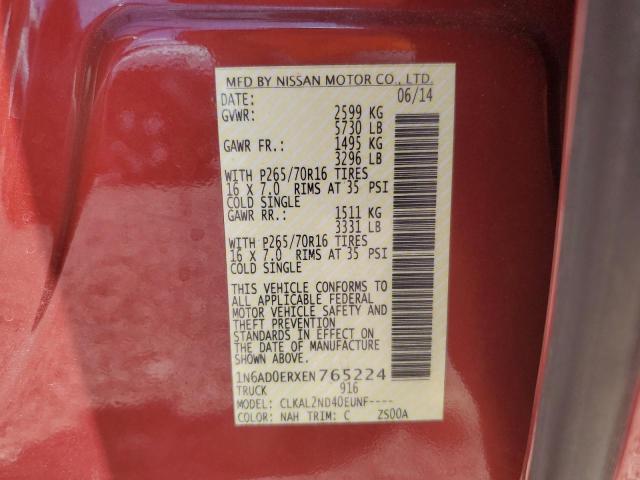 MFD BY NISSAN MOTOR CO., LTD.
DATE: 06/14
GVWR: 2599 KG
5730 LB
GAWR FR.: 1495 KG
3296 LB
WITH P265/70R16 TIRES
16 X 7.0 RIMS AT 35 PSI
COLD SINGLE
GAWR RR.: 1511 KG
3331 LB
WITH P265/70R16 TIRES
16 X 7.0 RIMS AT 35 PSI
COLD SINGLE
THIS VEHICLE CONFORMS TO
ALL APPLICABLE FEDERAL
MOTOR VEHICLE SAFETY AND
THEFT PREVENTION
STANDARDS IN EFFECT ON
THE DATE OF MANUFACTURE
SHOWN ABOVE.
1N6AD0ERXEN765224
TRUCK 916
MODEL: CLKAL2ND40EUNF----
COLOR: NAH TRIM: C ZS00A